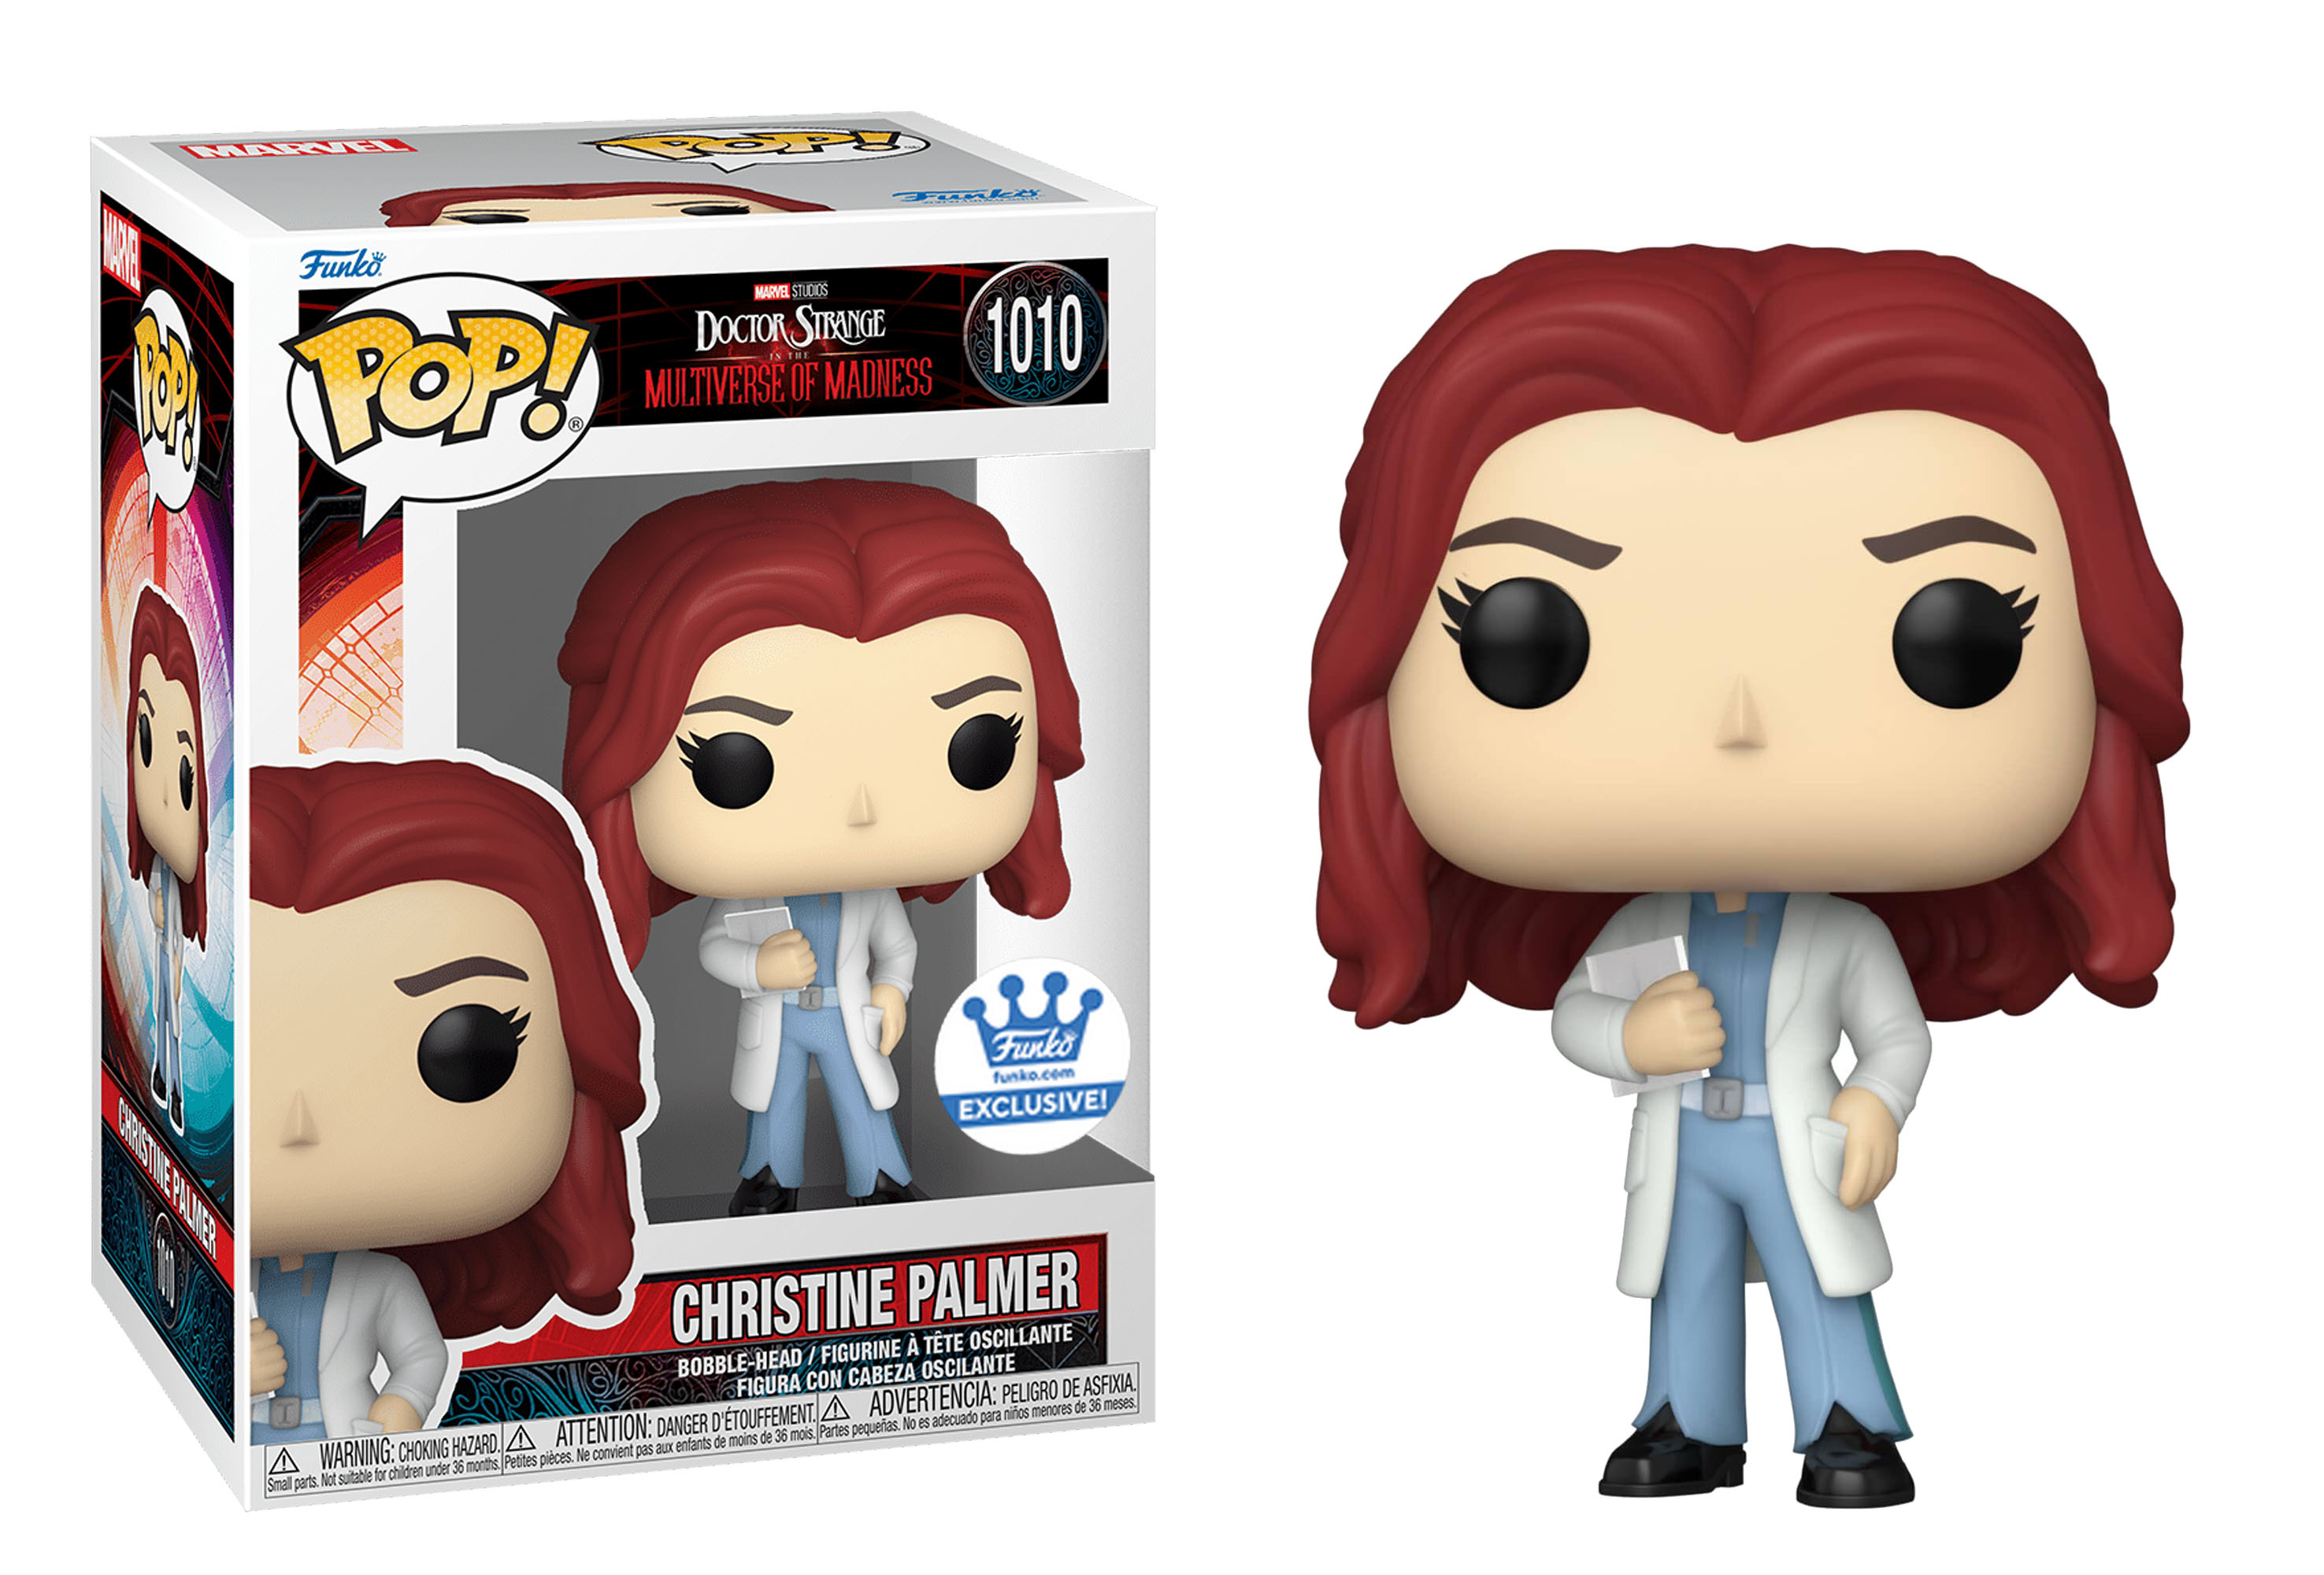 MARVEL
POP!
Funko
MARVEL
POP!
CHRISTINE PALMER
1010
Funko
POP!®
MARVEL STUDIOS
DOCTOR STRANGE
IN THE
MULTIVERSE OF MADNESS
1010
Funko
funko.com
EXCLUSIVE!
CHRISTINE PALMER
BOBBLE-HEAD / FIGURINE À TÊTE OSCILLANTE
FIGURA CON CABEZA OSCILANTE
WARNING: CHOKING HAZARD.
Small parts. Not suitable for children under 36 months.
ATTENTION: DANGER D'ÉTOUFFEMENT.
Petites pièces. Ne convient pas aux enfants de moins de 36 mois.
ADVERTENCIA: PELIGRO DE ASFIXIA.
Partes pequeñas. No es adecuado para niños menores de 36 meses.